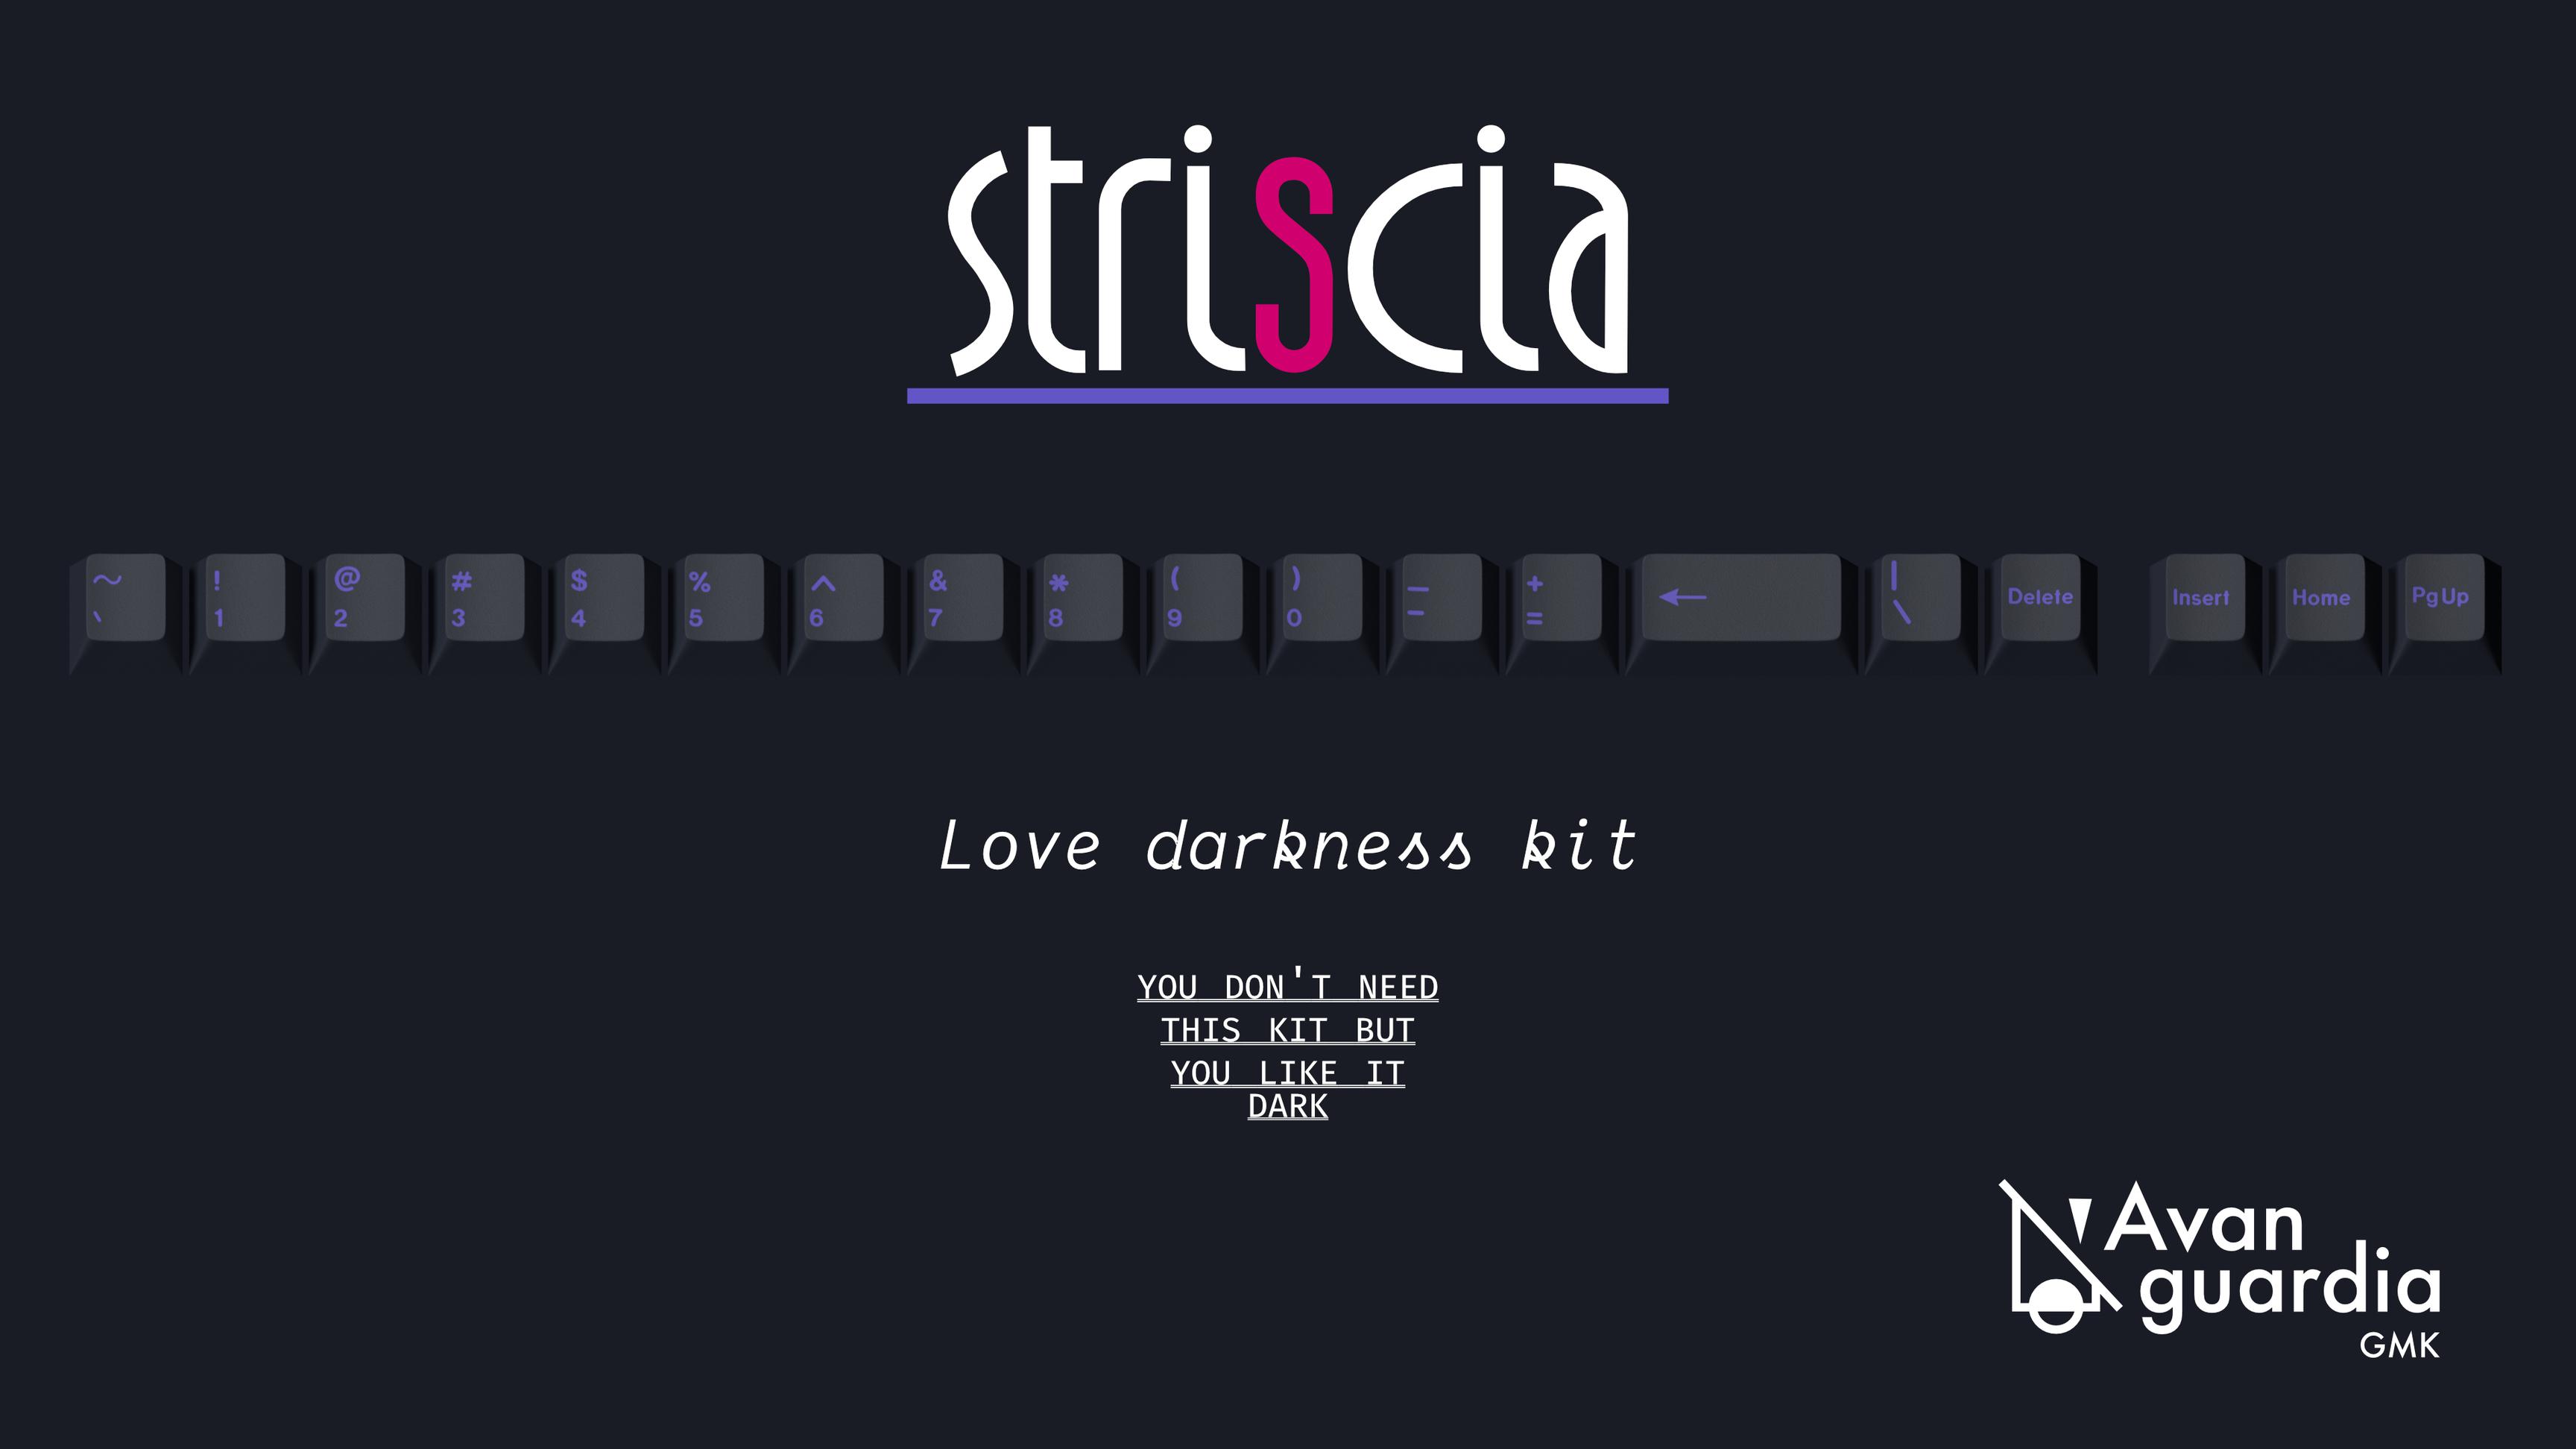 striscia
~ ! @ # $ % ^ & * ( ) _ + |
` 1 2 3 4 5 6 7 8 9 0 - = ← \ Delete Insert Home PgUp
Love darkness kit
YOU DON'T NEED
THIS KIT BUT
YOU LIKE IT
DARK
Avan
guardia
GMK